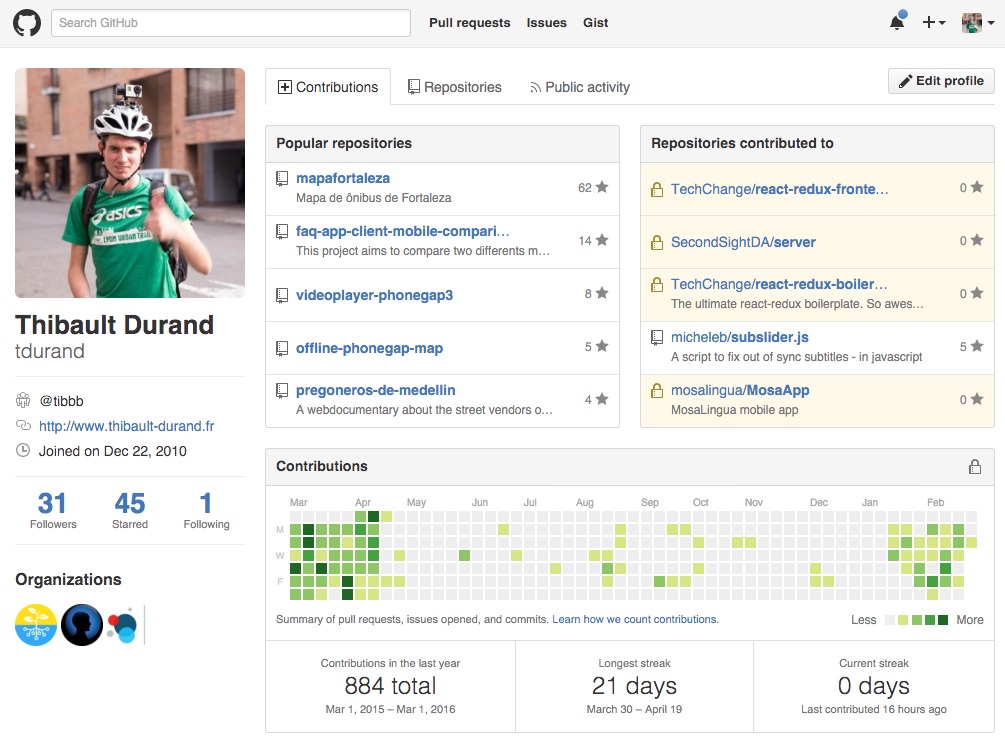 Search GitHub
Pull requests
Issues
Gist
asics
LYON URBAN TRAIL
Thibault Durand
tdurand
@tibbb
http://www.thibault-durand.fr
Joined on Dec 22, 2010
31
Followers
45
Starred
1
Following
Organizations
Contributions
Repositories
Public activity
Edit profile
Popular repositories
mapafortaleza
62
Mapa de ônibus de Fortaleza
faq-app-client-mobile-compari…
14
This project aims to compare two differents m…
videoplayer-phonegap3
8
offline-phonegap-map
5
pregoneros-de-medellin
4
A webdocumentary about the street vendors o…
Repositories contributed to
TechChange/react-redux-fronte…
0
SecondSightDA/server
0
TechChange/react-redux-boiler…
0
The ultimate react-redux boilerplate. So awes…
micheleb/subslider.js
5
A script to fix out of sync subtitles - in javascript
mosalingua/MosaApp
0
MosaLingua mobile app
Contributions
Mar Apr May Jun Jul Aug Sep Oct Nov Dec Jan Feb
M
W
F
Summary of pull requests, issues opened, and commits. Learn how we count contributions.
Less
More
Contributions in the last year
884 total
Mar 1, 2015 – Mar 1, 2016
Longest streak
21 days
March 30 – April 19
Current streak
0 days
Last contributed 16 hours ago